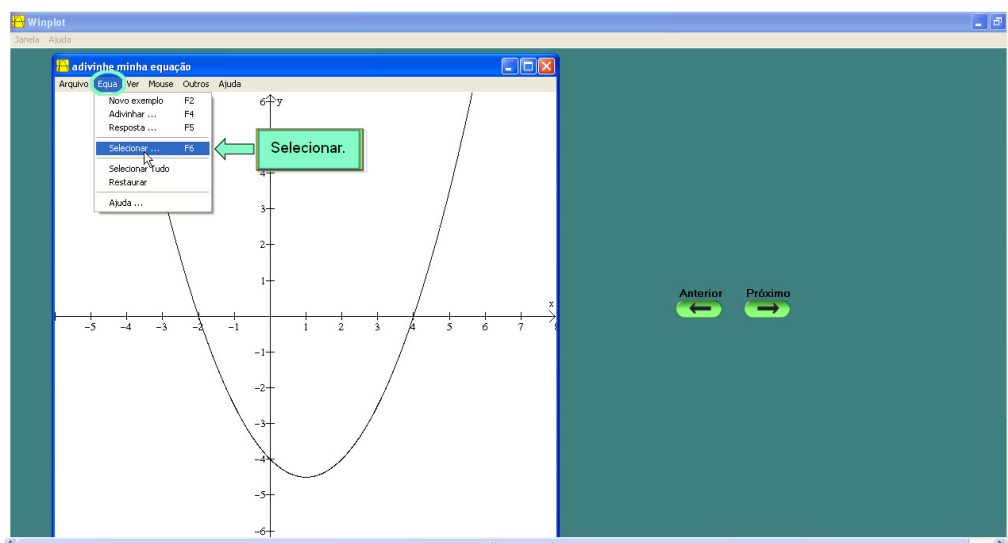 Winplot
Janela Ajuda
adivinhe minha equação
Arquivo Equa Ver Mouse Outros Ajuda
Novo exemplo F2
Adivinhar ... F4
Resposta ... F5
Selecionar ... F6
Selecionar Tudo
Restaurar
Ajuda ...
Selecionar.
6 y
4
3
2
1
x
-5 -4 -3 -2 -1 1 2 3 4 5 6 7
-1
-2
-3
-4
-5
-6
Anterior Próximo